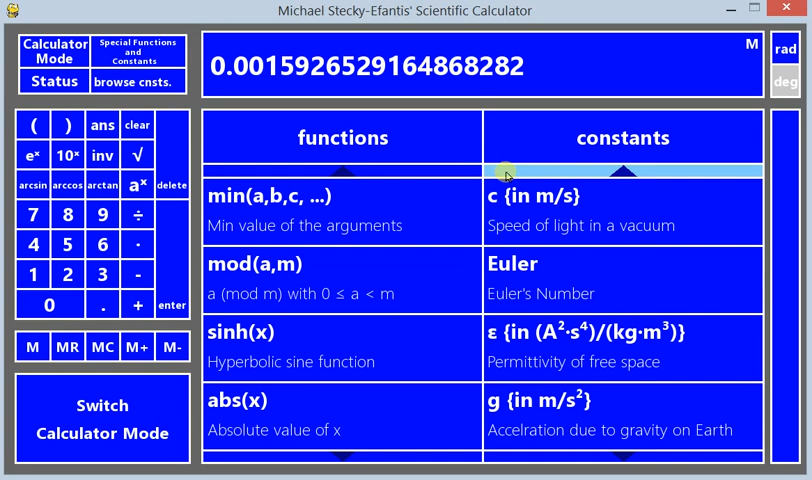 Michael Stecky-Efantis' Scientific Calculator
Calculator Mode
Special Functions and Constants
Status
browse cnsts.
M
0.0015926529164868282
rad
deg
( ) ans clear
eˣ 10ˣ inv √
arcsin arccos arctan aˣ delete
7 8 9 ÷
4 5 6 ·
1 2 3 -
0 . + enter
M MR MC M+ M-
Switch
Calculator Mode
functions
constants
min(a,b,c, ...)
Min value of the arguments
c {in m/s}
Speed of light in a vacuum
mod(a,m)
a (mod m) with 0 ≤ a < m
Euler
Euler's Number
sinh(x)
Hyperbolic sine function
ε {in (A²·s⁴)/(kg·m³)}
Permittivity of free space
abs(x)
Absolute value of x
g {in m/s²}
Accelration due to gravity on Earth